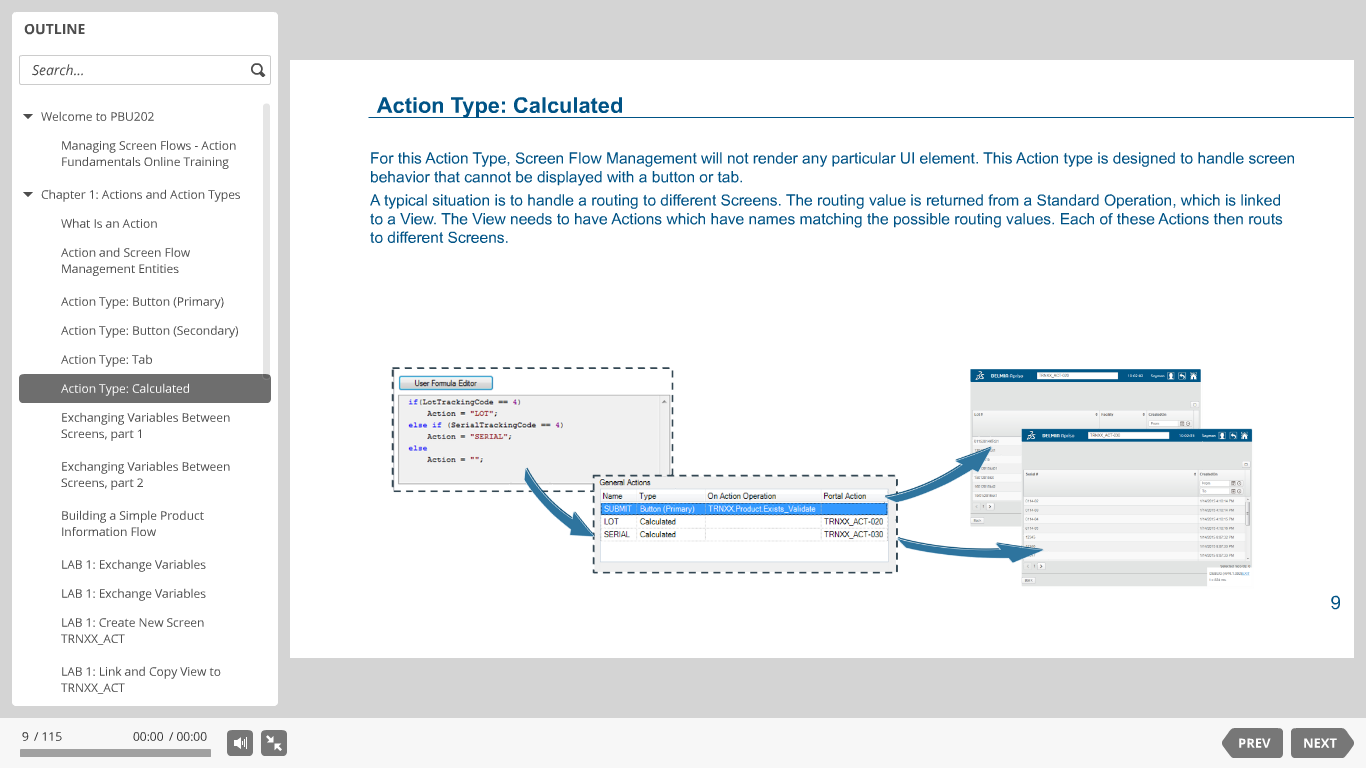 OUTLINE
Search...
Welcome to PBU202
Managing Screen Flows - Action
Fundamentals Online Training
Chapter 1: Actions and Action Types
What Is an Action
Action and Screen Flow
Management Entities
Action Type: Button (Primary)
Action Type: Button (Secondary)
Action Type: Tab
Action Type: Calculated
Exchanging Variables Between
Screens, part 1
Exchanging Variables Between
Screens, part 2
Building a Simple Product
Information Flow
LAB 1: Exchange Variables
LAB 1: Exchange Variables
LAB 1: Create New Screen
TRNXX_ACT
LAB 1: Link and Copy View to
TRNXX_ACT
Action Type: Calculated
For this Action Type, Screen Flow Management will not render any particular UI element. This Action type is designed to handle screen
behavior that cannot be displayed with a button or tab.
A typical situation is to handle a routing to different Screens. The routing value is returned from a Standard Operation, which is linked
to a View. The View needs to have Actions which have names matching the possible routing values. Each of these Actions then routs
to different Screens.
User Formula Editor
if(LotTrackingCode == 4)
Action = "LOT";
else if (SerialTrackingCode == 4)
Action = "SERIAL";
else
Action = "";
General Actions
Name Type On Action Operation Portal Action
SUBMIT Button (Primary) TRNXX.Product.Exists_Validate
LOT Calculated TRNXX_ACT-020
SERIAL Calculated TRNXX_ACT-030
DELMIA Apriso
DELMIA Apriso
9
9 / 115 00:00 / 00:00
PREV NEXT